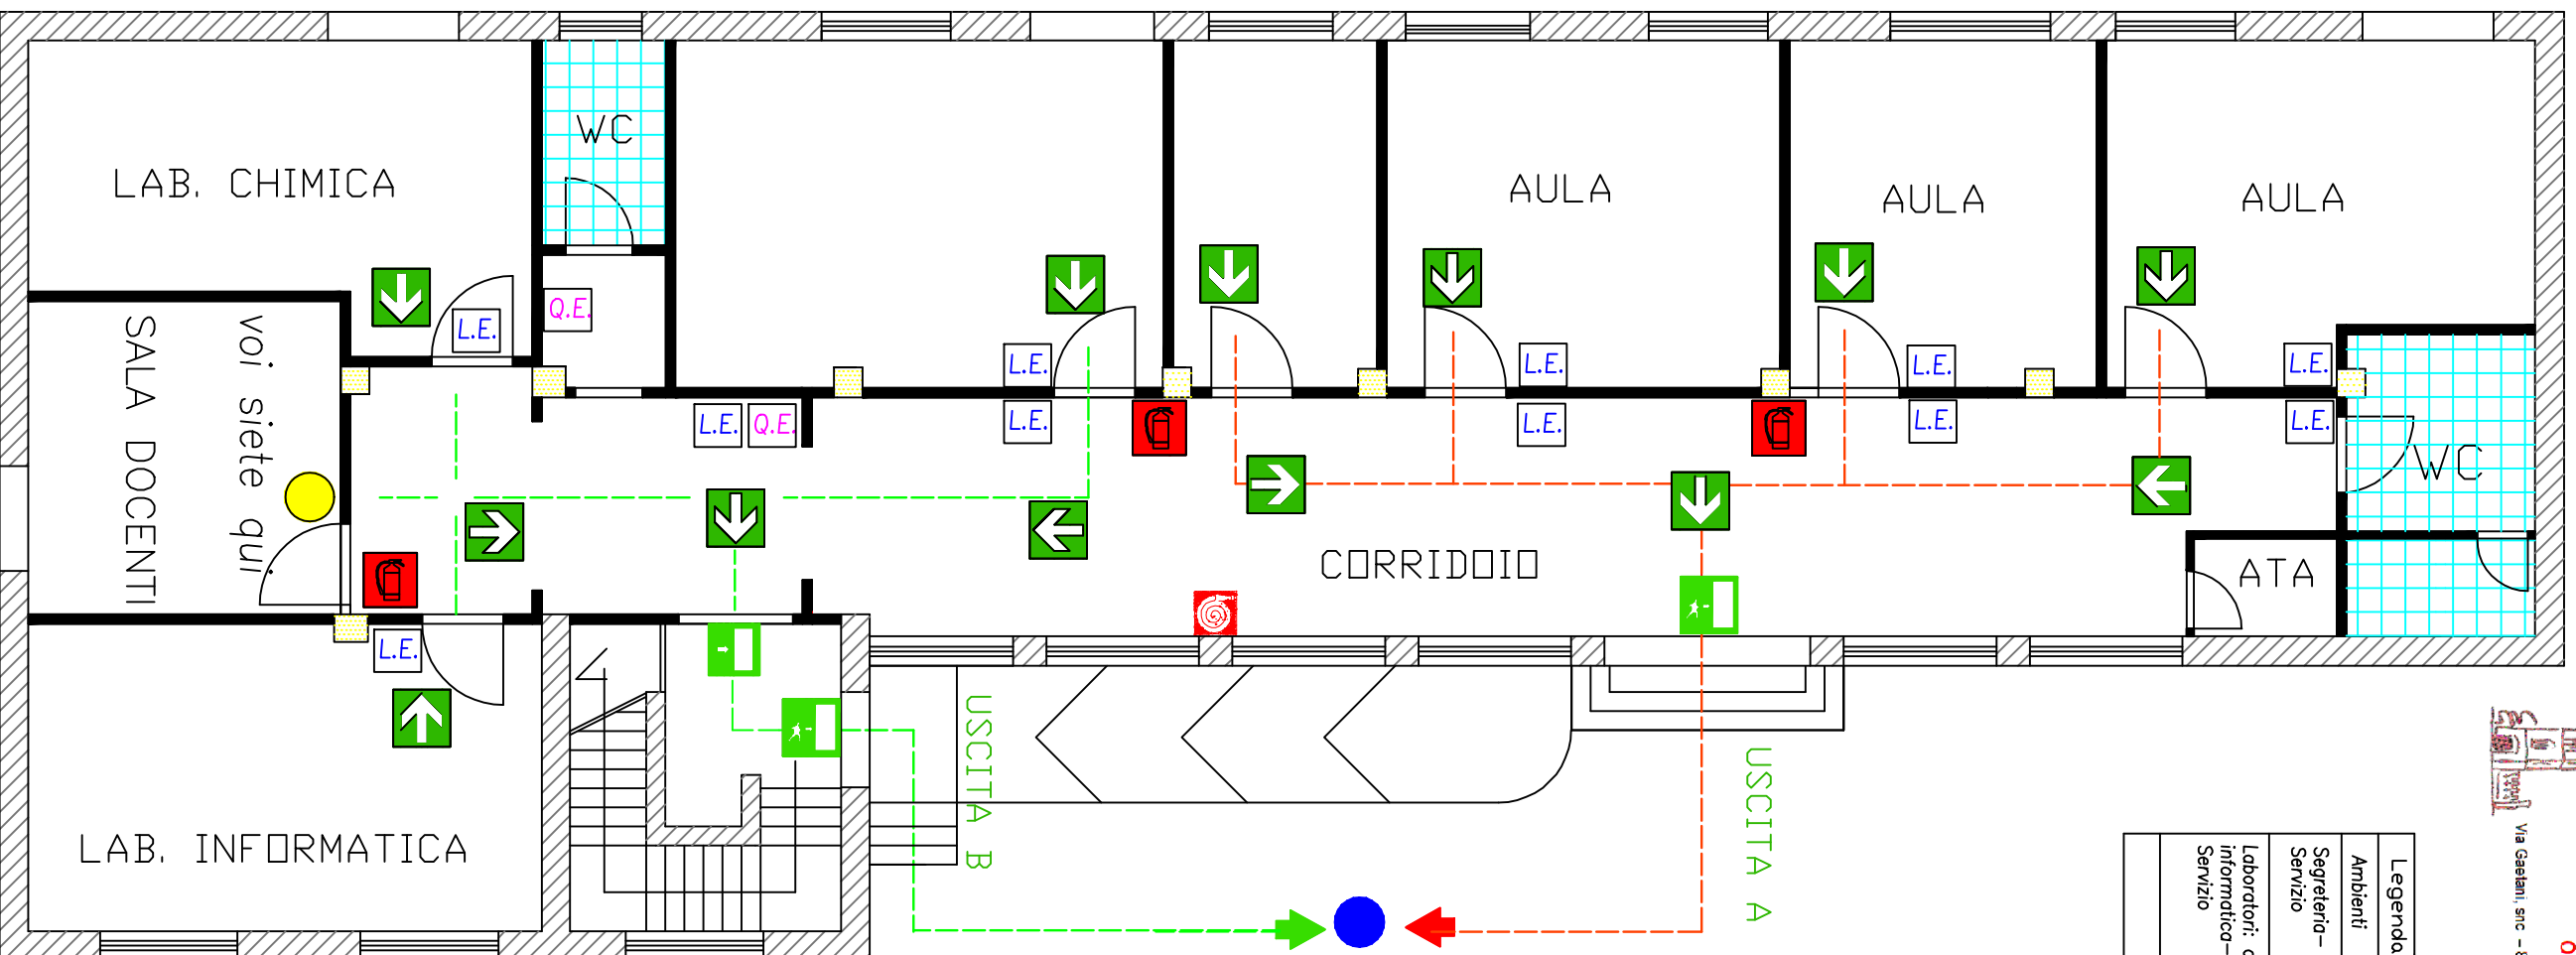 LAB. CHIMICA
WC
AULA
AULA
AULA
Q.E.
L.E.
L.E.
L.E.
L.E.
L.E.
SALA DOCENTI
voi siete qui.
L.E.
Q.E.
L.E.
L.E.
L.E.
L.E.
WC
CORRIDOIO
ATA
L.E.
LAB. INFORMATICA
USCITA B
USCITA A
Legenda
Ambienti
Segreteria-
Servizio
Laboratori:
informatica-
Servizio
Via Gaetani, snc -